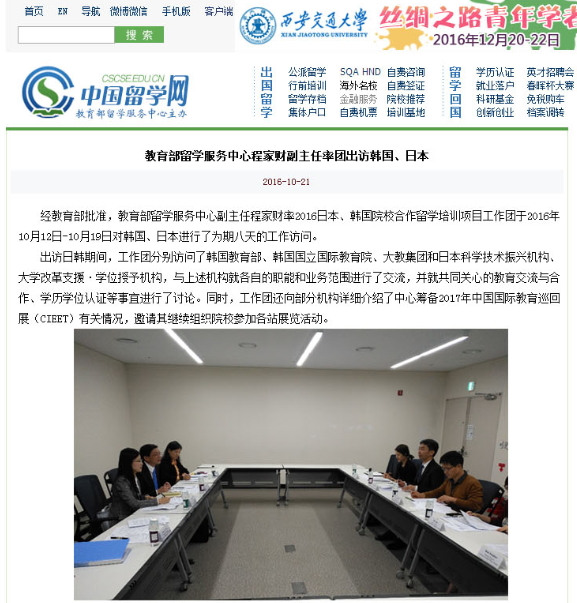 首页 EN 导航 微博微信 手机版 客户端
搜 索
西安交通大学
XIAN JIAOTONG UNIVERSITY
丝绸之路青年学者
2016年12月20-22日
CSCSE.EDU.CN
中国留学网
教育部留学服务中心主办
出国留学
公派留学 SQA HND 自费咨询
行前培训 海外名校 自费签证
留学存档 金融服务 院校推荐
集体户口 自费机票 培训基地
留学回国
学历认证 英才招聘会
就业落户 春晖杯大赛
科研基金 免税购车
创新创业 档案调转
教育部留学服务中心程家财副主任率团出访韩国、日本
2016-10-21
经教育部批准，教育部留学服务中心副主任程家财率2016日本、韩国院校合作留学培训项目工作团于2016年
10月12日-10月19日对韩国、日本进行了为期八天的工作访问。
出访日韩期间，工作团分别访问了韩国教育部、韩国国立国际教育院、大教集团和日本科学技术振兴机构、
大学改革支援·学位授予机构，与上述机构就各自的职能和业务范围进行了交流，并就共同关心的教育交流与合
作、学历学位认证等事宜进行了讨论。同时，工作团还向部分机构详细介绍了中心筹备2017年中国国际教育巡回
展（CIEET）有关情况，邀请其继续组织院校参加各站展览活动。